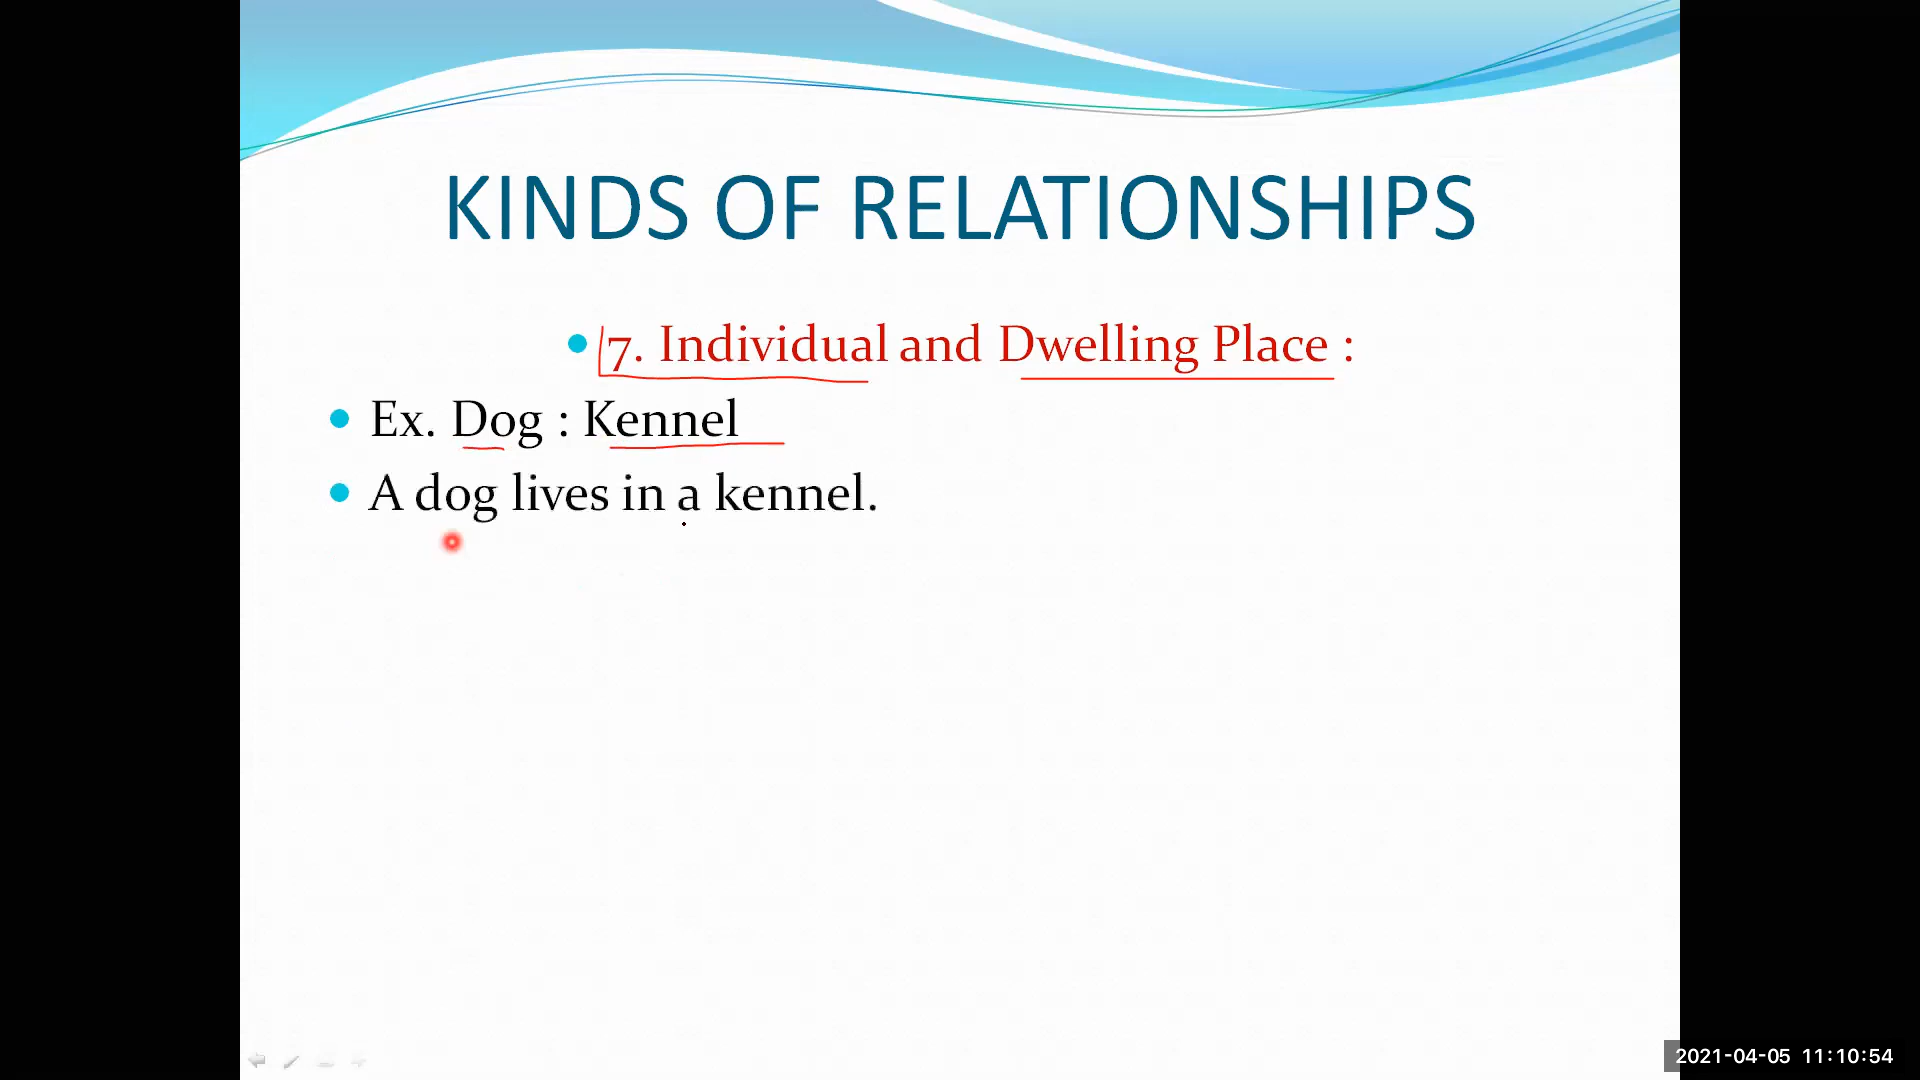 KINDS OF RELATIONSHIPS
7. Individual and Dwelling Place :
Ex. Dog : Kennel
A dog lives in a kennel.
2021-04-05 11:10:54